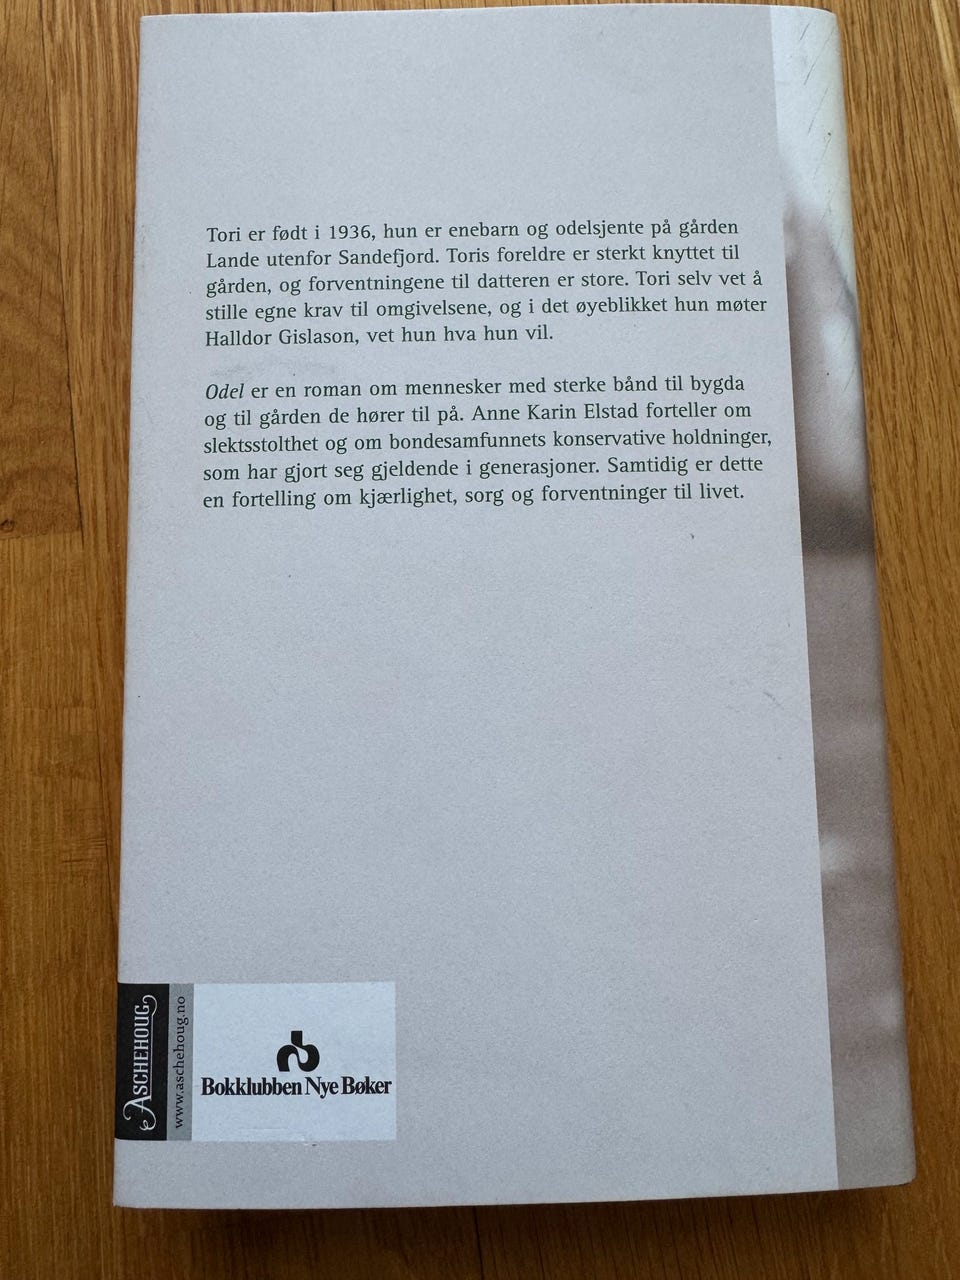 Tori er født i 1936, hun er enebarn og odelsjente på gården
Lande utenfor Sandefjord. Toris foreldre er sterkt knyttet til
gården, og forventningene til datteren er store. Tori selv vet å
stille egne krav til omgivelsene, og i det øyeblikket hun møter
Halldor Gislason, vet hun hva hun vil.
Odel er en roman om mennesker med sterke bånd til bygda
og til gården de hører til på. Anne Karin Elstad forteller om
slektsstolthet og om bondesamfunnets konservative holdninger,
som har gjort seg gjeldende i generasjoner. Samtidig er dette
en fortelling om kjærlighet, sorg og forventninger til livet.
ASCHEHOUG
www.aschehoug.no
Bokklubben Nye Bøker